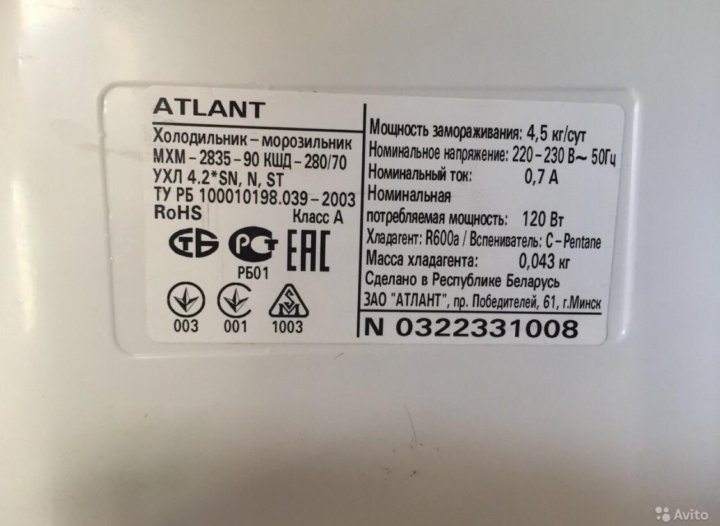 ATLANT
Холодильник – морозильник
МХМ – 2835 – 90 КШД – 280/70
УХЛ 4.2*SN, N, ST
ТУ РБ 100010198.039 – 2003
RoHS Класс А
СТБ РСТ ЕАС
РБ01
003 001 1003
Мощность замораживания: 4,5 кг/сут
Номинальное напряжение: 220 – 230 В~ 50Гц
Номинальный ток: 0,7 А
Номинальная
потребляемая мощность: 120 Вт
Хладагент: R600a / Вспениватель: C – Pentane
Масса хладагента: 0,043 кг
Сделано в Республике Беларусь
ЗАО "АТЛАНТ", пр. Победителей, 61, г.Минск
N 0322331008
Avito